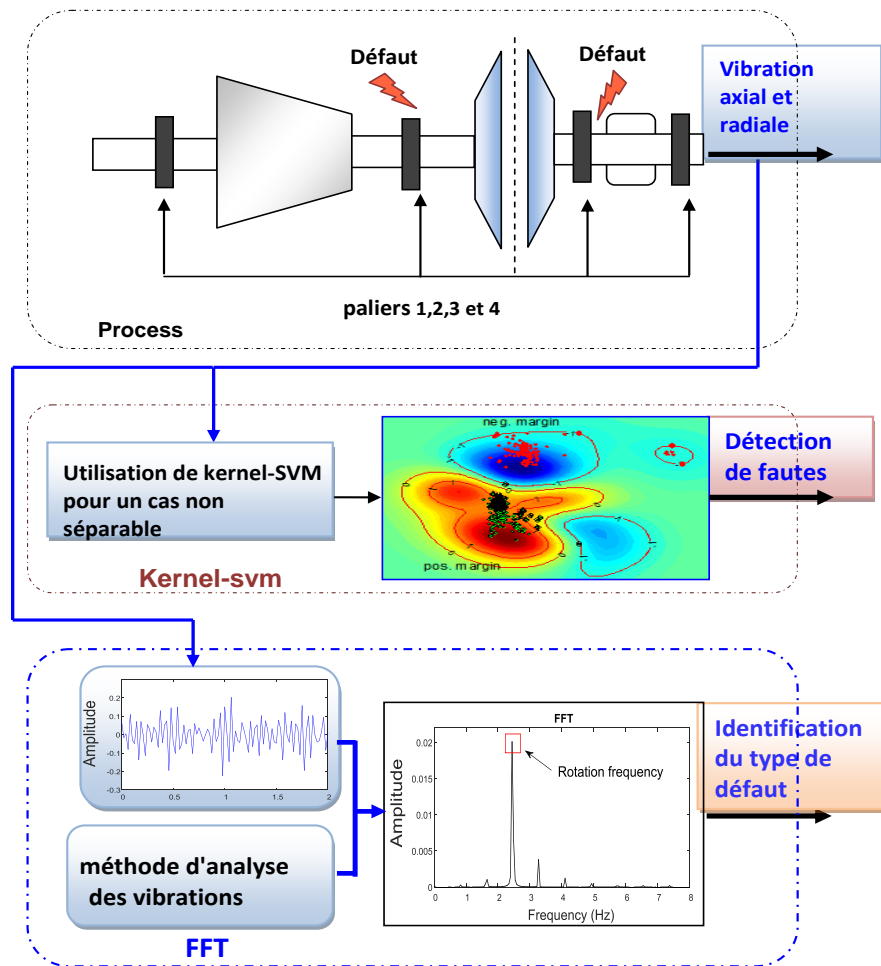 Défaut
Défaut
Vibration
axial et
radiale
paliers 1,2,3 et 4
Process
neg. margin
pos. margin
Utilisation de kernel-SVM
pour un cas non
séparable
Détection
de fautes
Kernel-svm
Amplitude
0.2
0.1
0
-0.1
-0.2
-0.3
0
0.5
1
1.5
2
méthode d'analyse
des vibrations
FFT
FFT
Rotation frequency
Amplitude
0.02
0.015
0.01
0.005
0
0 1 2 3 4 5 6 7 8
Frequency (Hz)
Identification
du type de
défaut